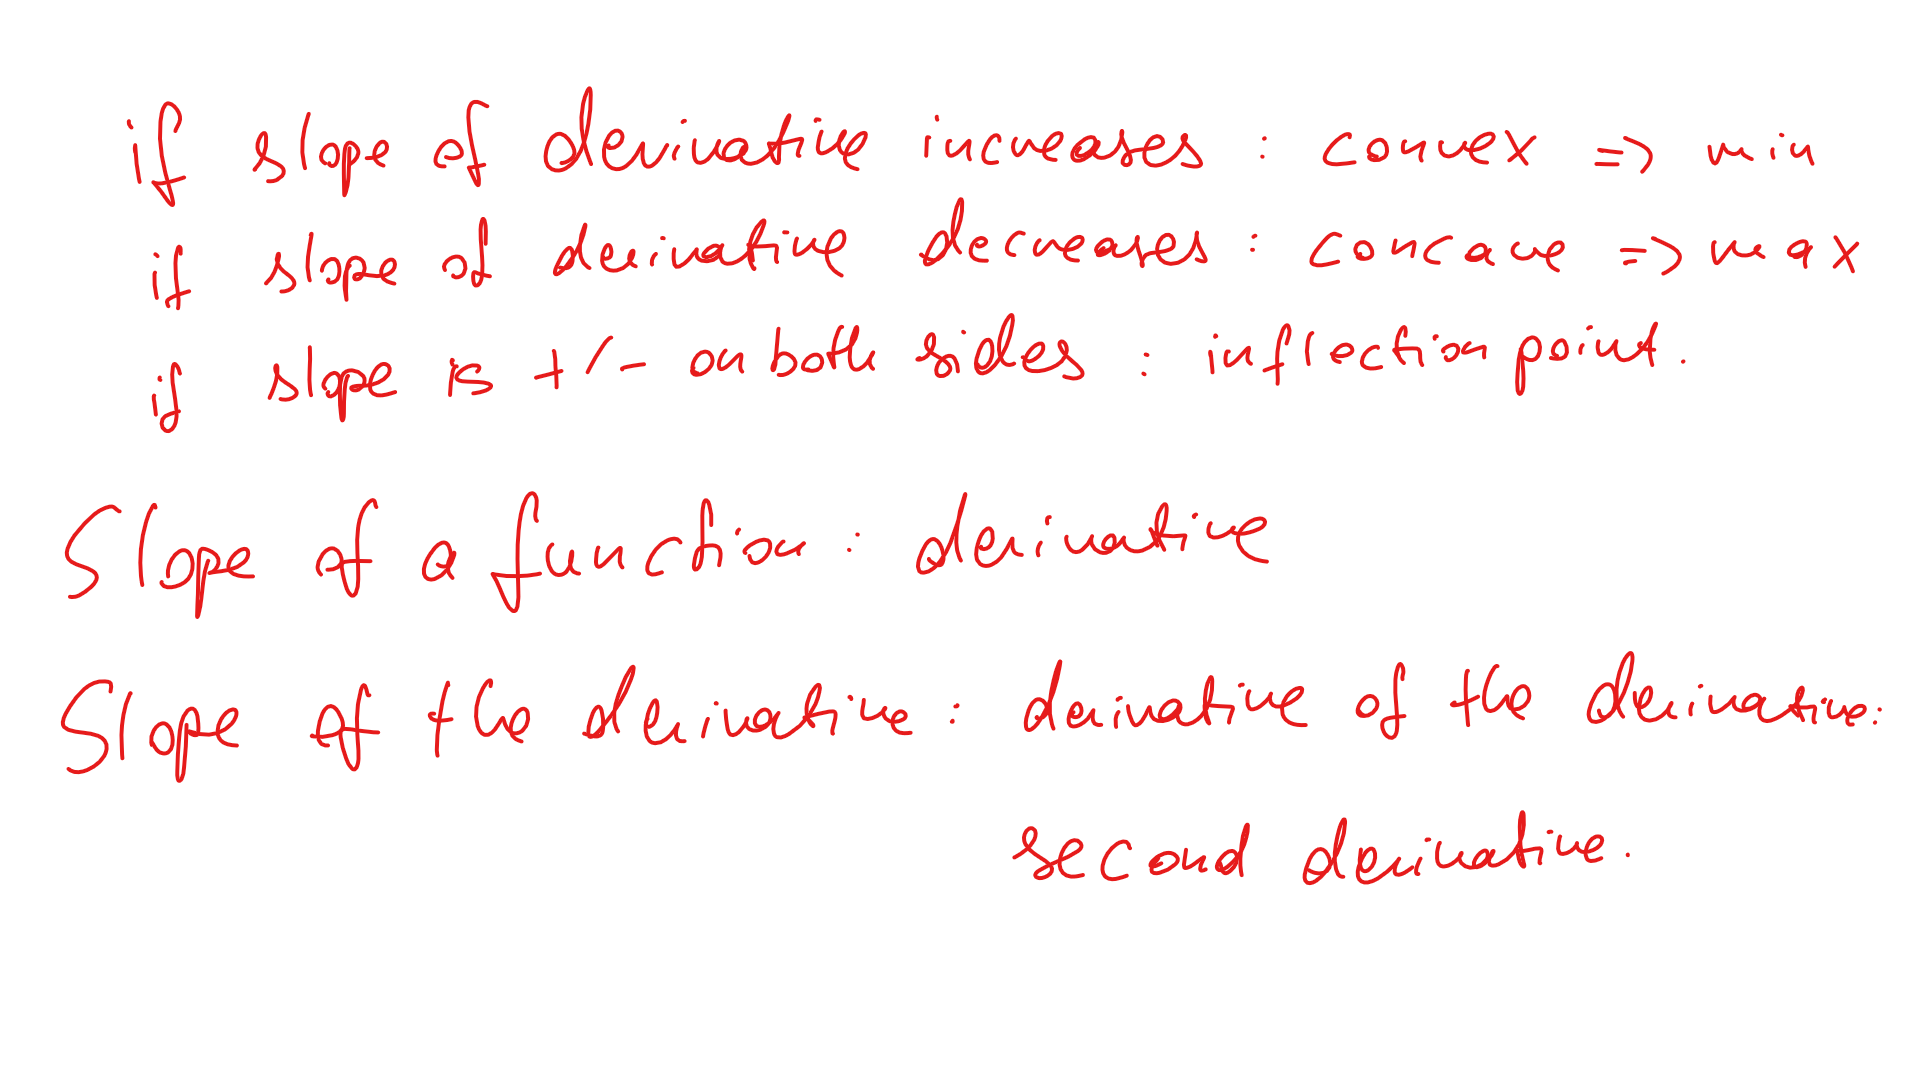 if slope of derivative increases : convex => min
if slope of derivative decreases : concave => max
if slope is +/- on both sides : inflection point.
Slope of a function : derivative
Slope of the derivative : derivative of the derivative :
second derivative.